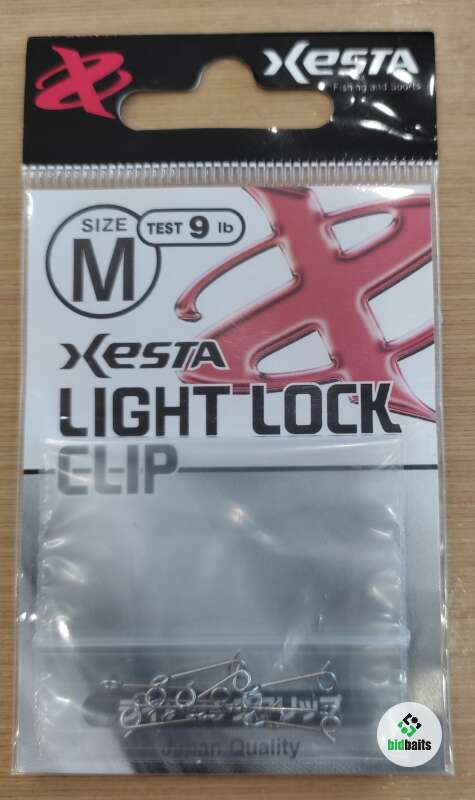 XESTA
Fishing and Sports
SIZE
M
TEST 9 lb
XESTA
LIGHT LOCK
CLIP
Japan Quality
bidbaits